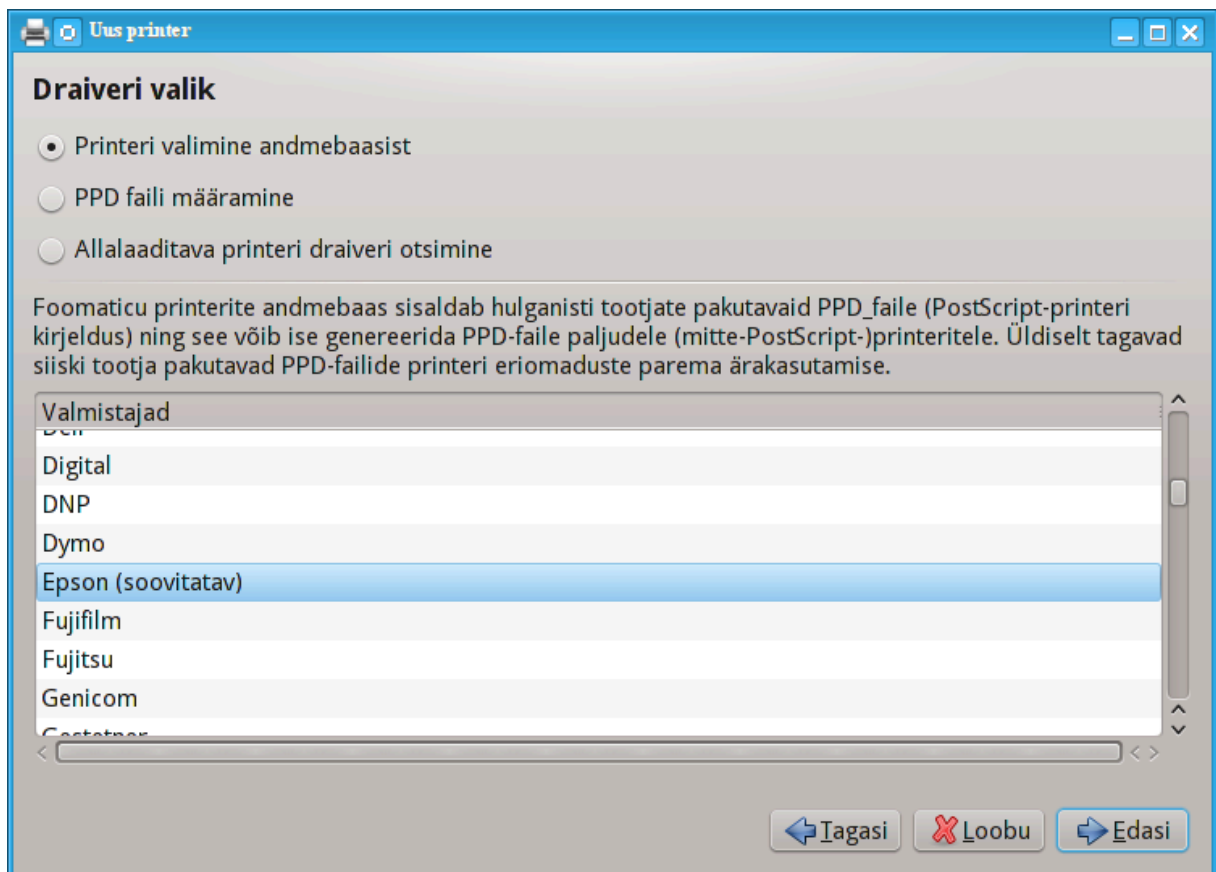 Uus printer
Draiveri valik
Printeri valimine andmebaasist
PPD faili määramine
Allalaaditava printeri draiveri otsimine
Foomaticu printerite andmebaas sisaldab hulganisti tootjate pakutavaid PPD_faile (PostScript-printeri
kirjeldus) ning see võib ise genereerida PPD-faile paljudele (mitte-PostScript-)printeritele. Üldiselt tagavad
siiski tootja pakutavad PPD-failide printeri eriomaduste parema ärakasutamise.
Valmistajad
Digital
DNP
Dymo
Epson (soovitatav)
Fujifilm
Fujitsu
Genicom
Tagasi
Loobu
Edasi